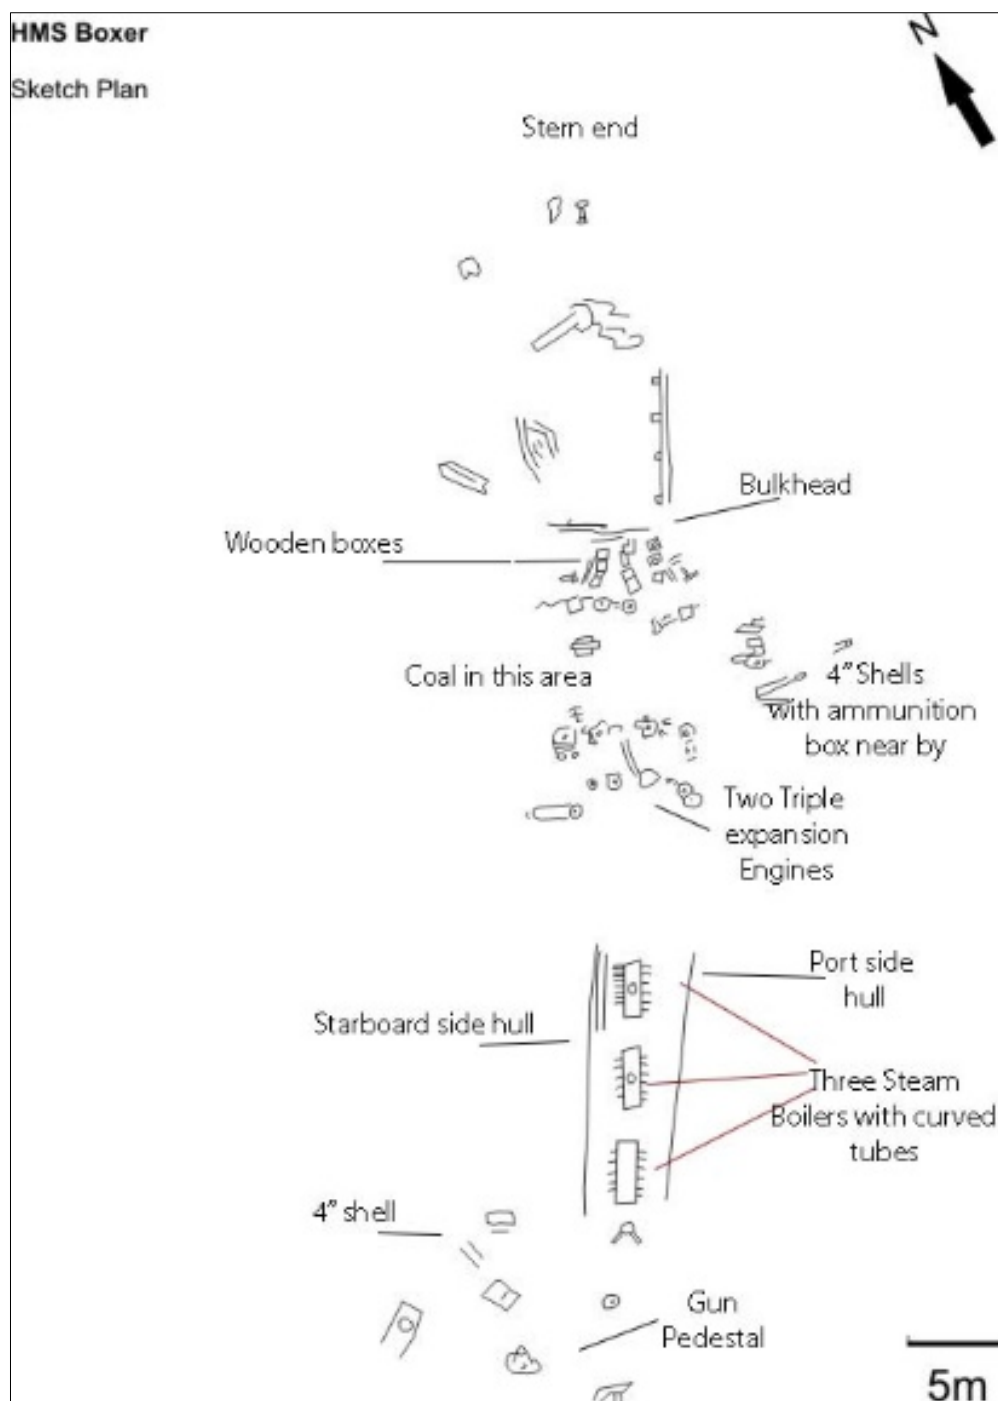 HMS Boxer
N
Sketch Plan
Stern end
Bulkhead
Wooden boxes
Coal in this area
4" Shells
with ammunition
box near by
Two Triple
expansion
Engines
Port side
hull
Starboard side hull
Three Steam
Boilers with curved
tubes
4" shell
Gun
Pedestal
5m